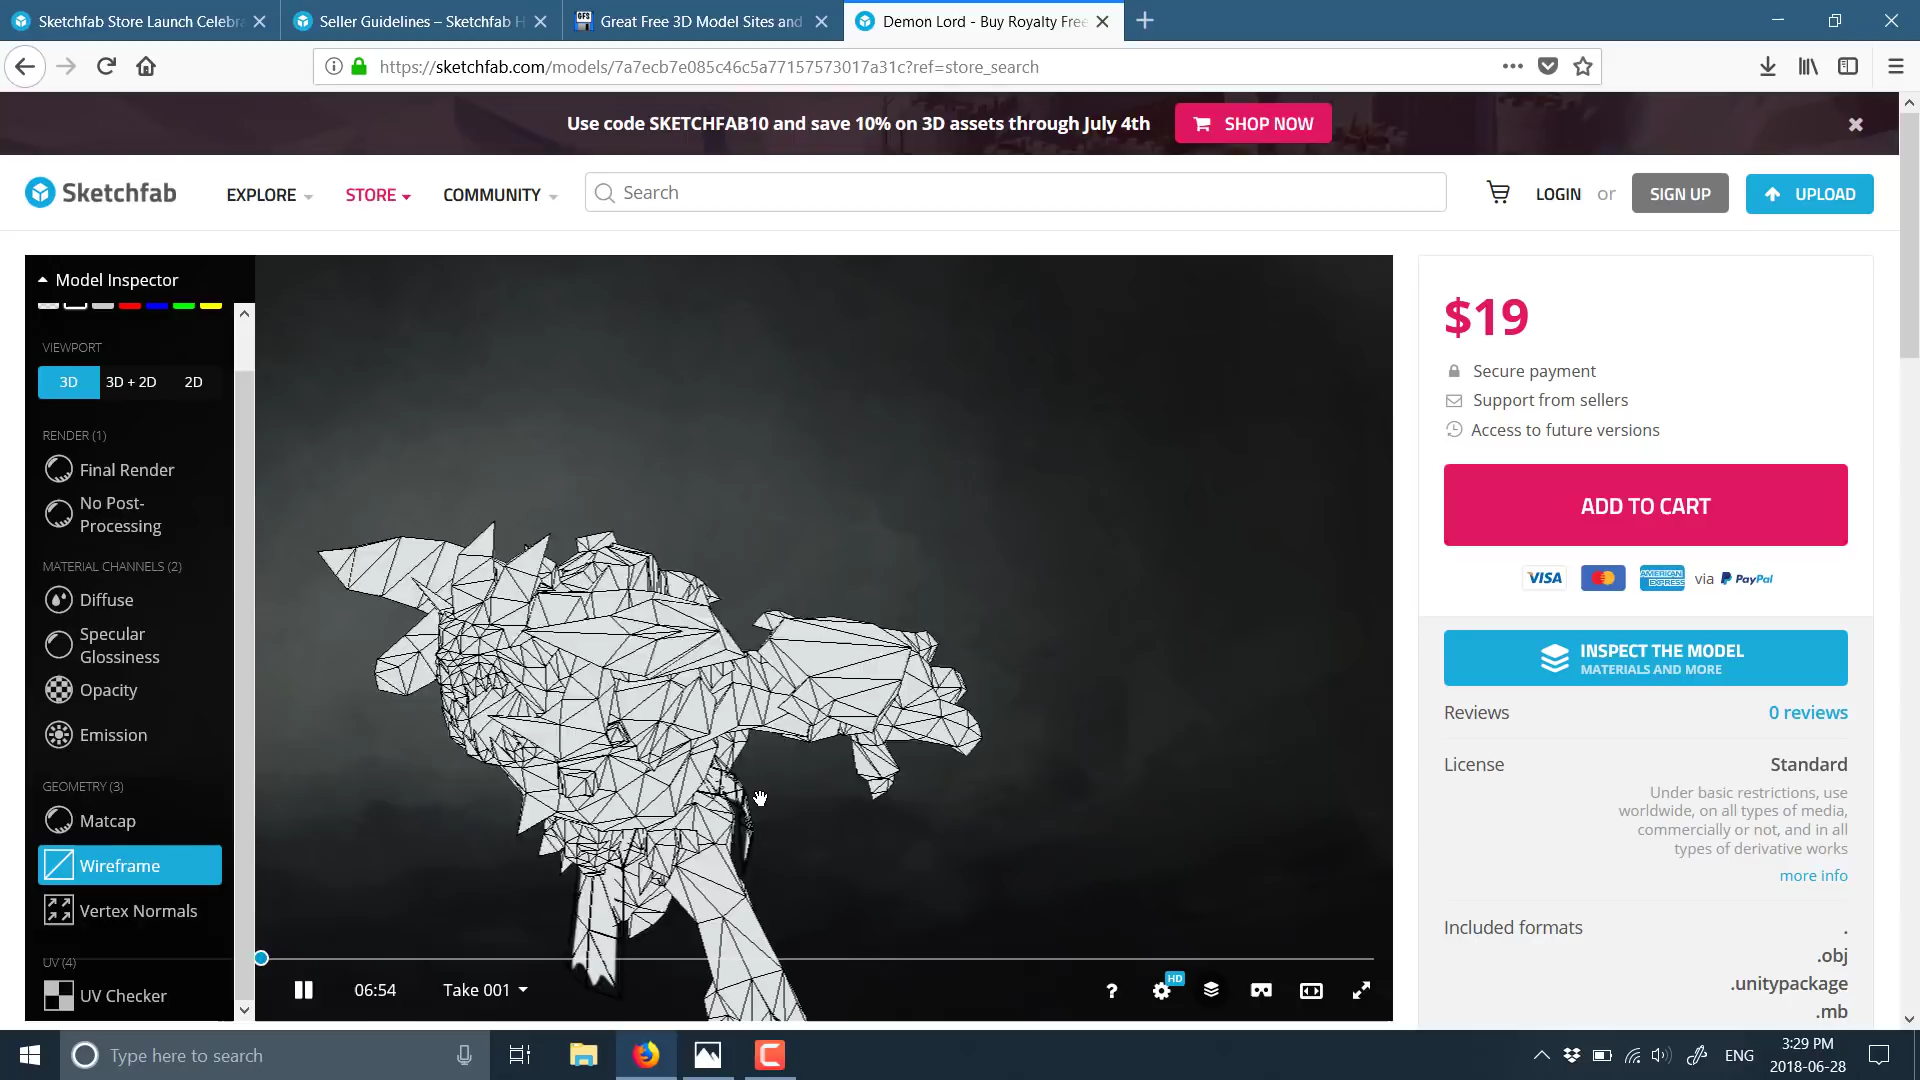 Sketchfab Store Launch Celebra
Seller Guidelines – Sketchfab H
GFS
Great Free 3D Model Sites and
Demon Lord - Buy Royalty Free
https://sketchfab.com/models/7a7ecb7e085c46c5a77157573017a31c?ref=store_search
Use code SKETCHFAB10 and save 10% on 3D assets through July 4th
SHOP NOW
Sketchfab
EXPLORE
STORE
COMMUNITY
Search
LOGIN or
SIGN UP
UPLOAD
Model Inspector
VIEWPORT
3D
3D + 2D
2D
RENDER (1)
Final Render
No Post-
Processing
MATERIAL CHANNELS (2)
Diffuse
Specular
Glossiness
Opacity
Emission
GEOMETRY (3)
Matcap
Wireframe
Vertex Normals
UV (4)
UV Checker
06:54
Take 001
?
HD
$19
Secure payment
Support from sellers
Access to future versions
ADD TO CART
VISA
AMERICAN EXPRESS
via PayPal
INSPECT THE MODEL
MATERIALS AND MORE
Reviews
0 reviews
License
Standard
Under basic restrictions, use
worldwide, on all types of media,
commercially or not, and in all
types of derivative works
more info
Included formats
.
.obj
.unitypackage
.mb
Type here to search
ENG
3:29 PM
2018-06-28